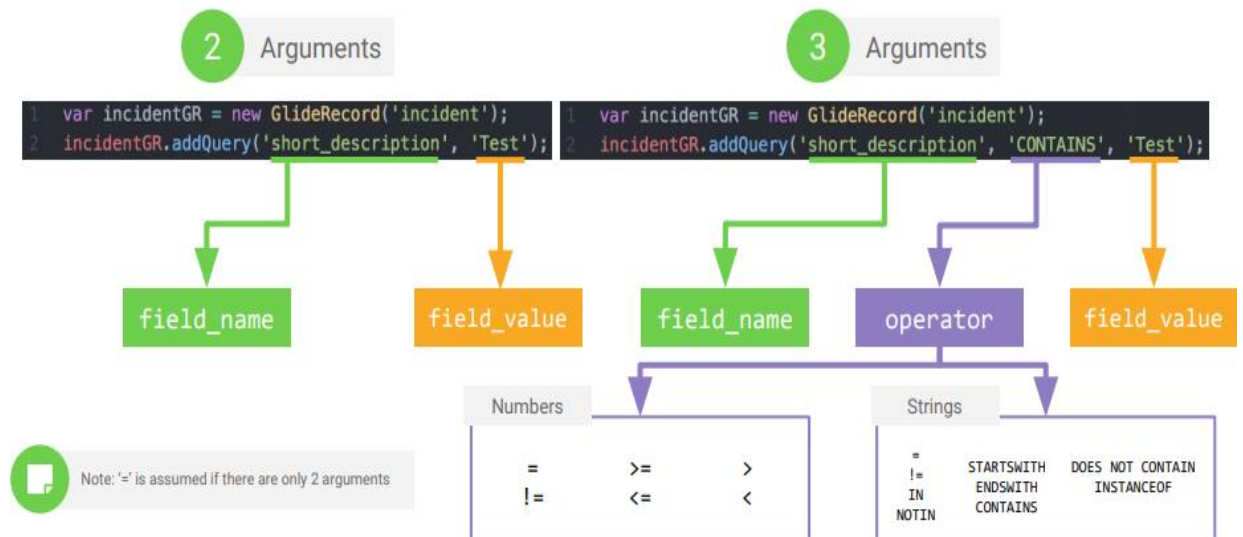 2 Arguments
1 var incidentGR = new GlideRecord('incident');
2 incidentGR.addQuery('short_description', 'Test');
field_name
field_value
Note: '=' is assumed if there are only 2 arguments
3 Arguments
1 var incidentGR = new GlideRecord('incident');
2 incidentGR.addQuery('short_description', 'CONTAINS', 'Test');
field_name
operator
field_value
Numbers
= >= >
!= <= <
Strings
=
!=
IN
NOTIN
STARTSWITH
ENDSWITH
CONTAINS
DOES NOT CONTAIN
INSTANCEOF